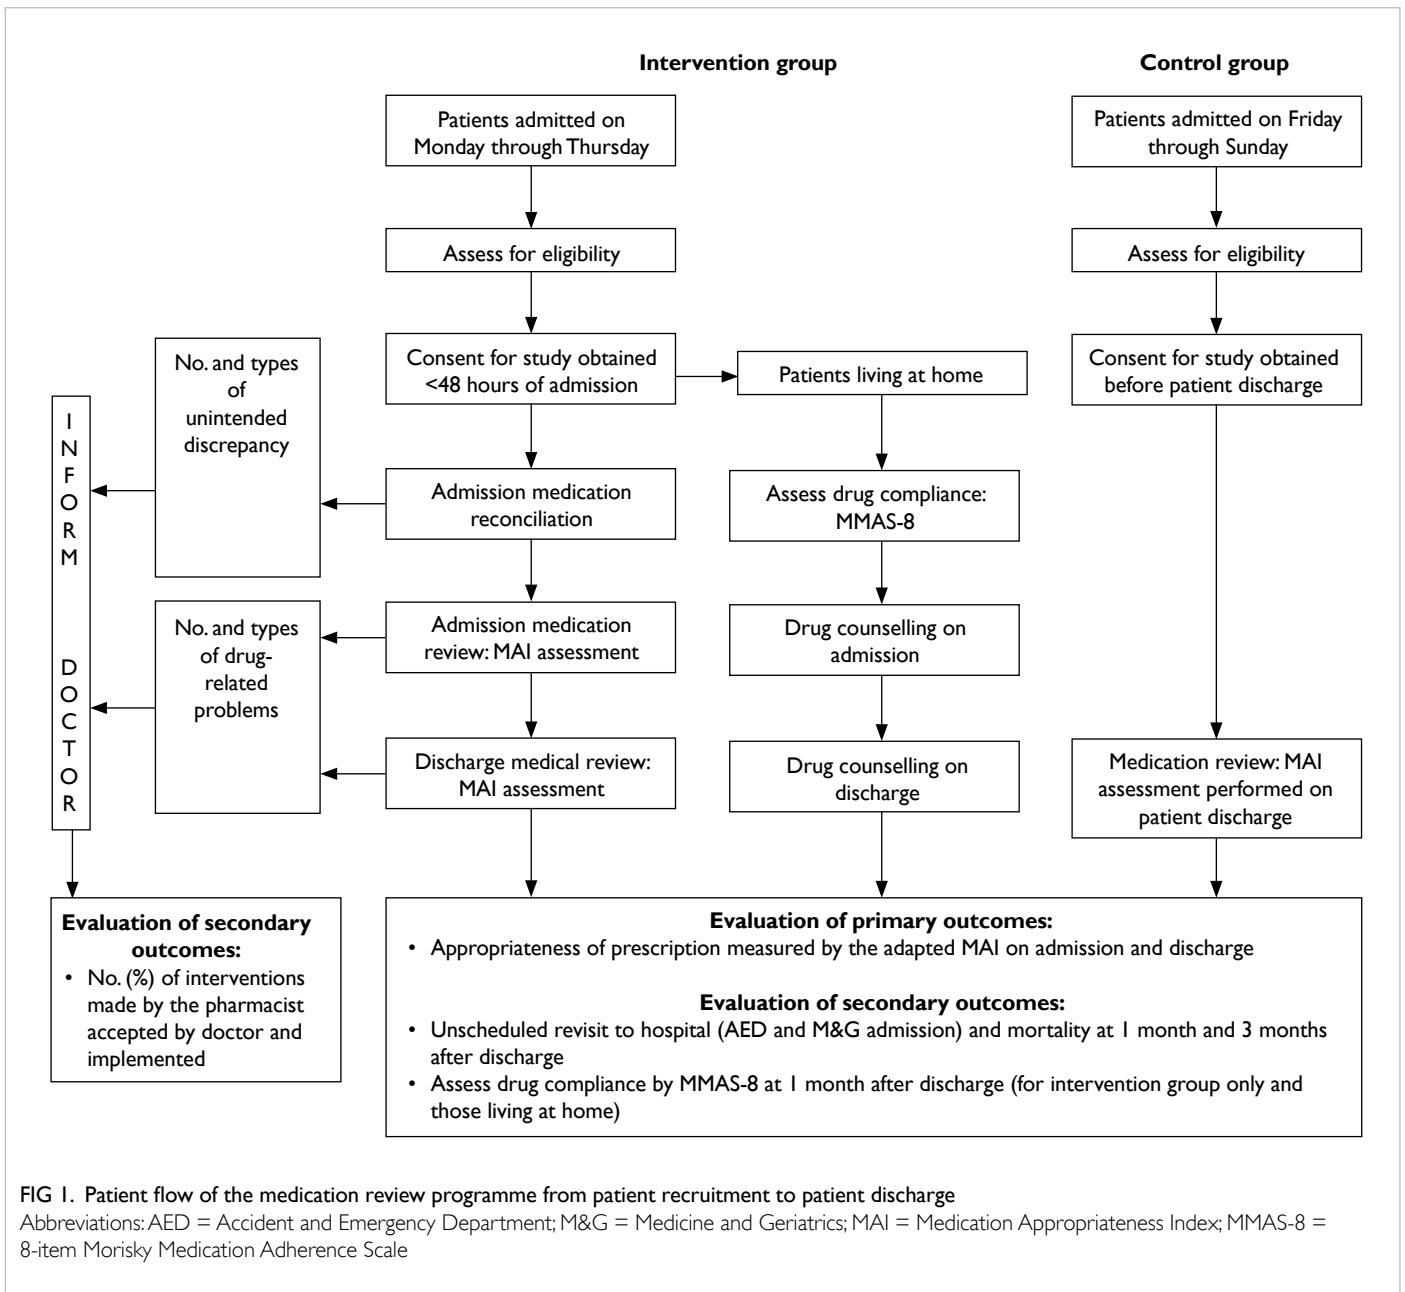 Intervention group
Control group
Patients admitted on
Monday through Thursday
Patients admitted on Friday
through Sunday
Assess for eligibility
Assess for eligibility
No. and types
of
unintended
discrepancy
Consent for study obtained
<48 hours of admission
Patients living at home
Consent for study obtained
before patient discharge
INFORM
DOCTOR
Admission medication
reconciliation
Assess drug compliance:
MMAS-8
No. and types
of drug-
related
problems
Admission medication
review: MAI assessment
Drug counselling on
admission
Discharge medical review:
MAI assessment
Drug counselling on
discharge
Medication review: MAI
assessment performed on
patient discharge
Evaluation of secondary
outcomes:
• No. (%) of interventions
made by the pharmacist
accepted by doctor and
implemented
Evaluation of primary outcomes:
• Appropriateness of prescription measured by the adapted MAI on admission and discharge
Evaluation of secondary outcomes:
• Unscheduled revisit to hospital (AED and M&G admission) and mortality at 1 month and 3 months
after discharge
• Assess drug compliance by MMAS-8 at 1 month after discharge (for intervention group only and
those living at home)
FIG 1. Patient flow of the medication review programme from patient recruitment to patient discharge
Abbreviations: AED = Accident and Emergency Department; M&G = Medicine and Geriatrics; MAI = Medication Appropriateness Index; MMAS-8 =
8-item Morisky Medication Adherence Scale